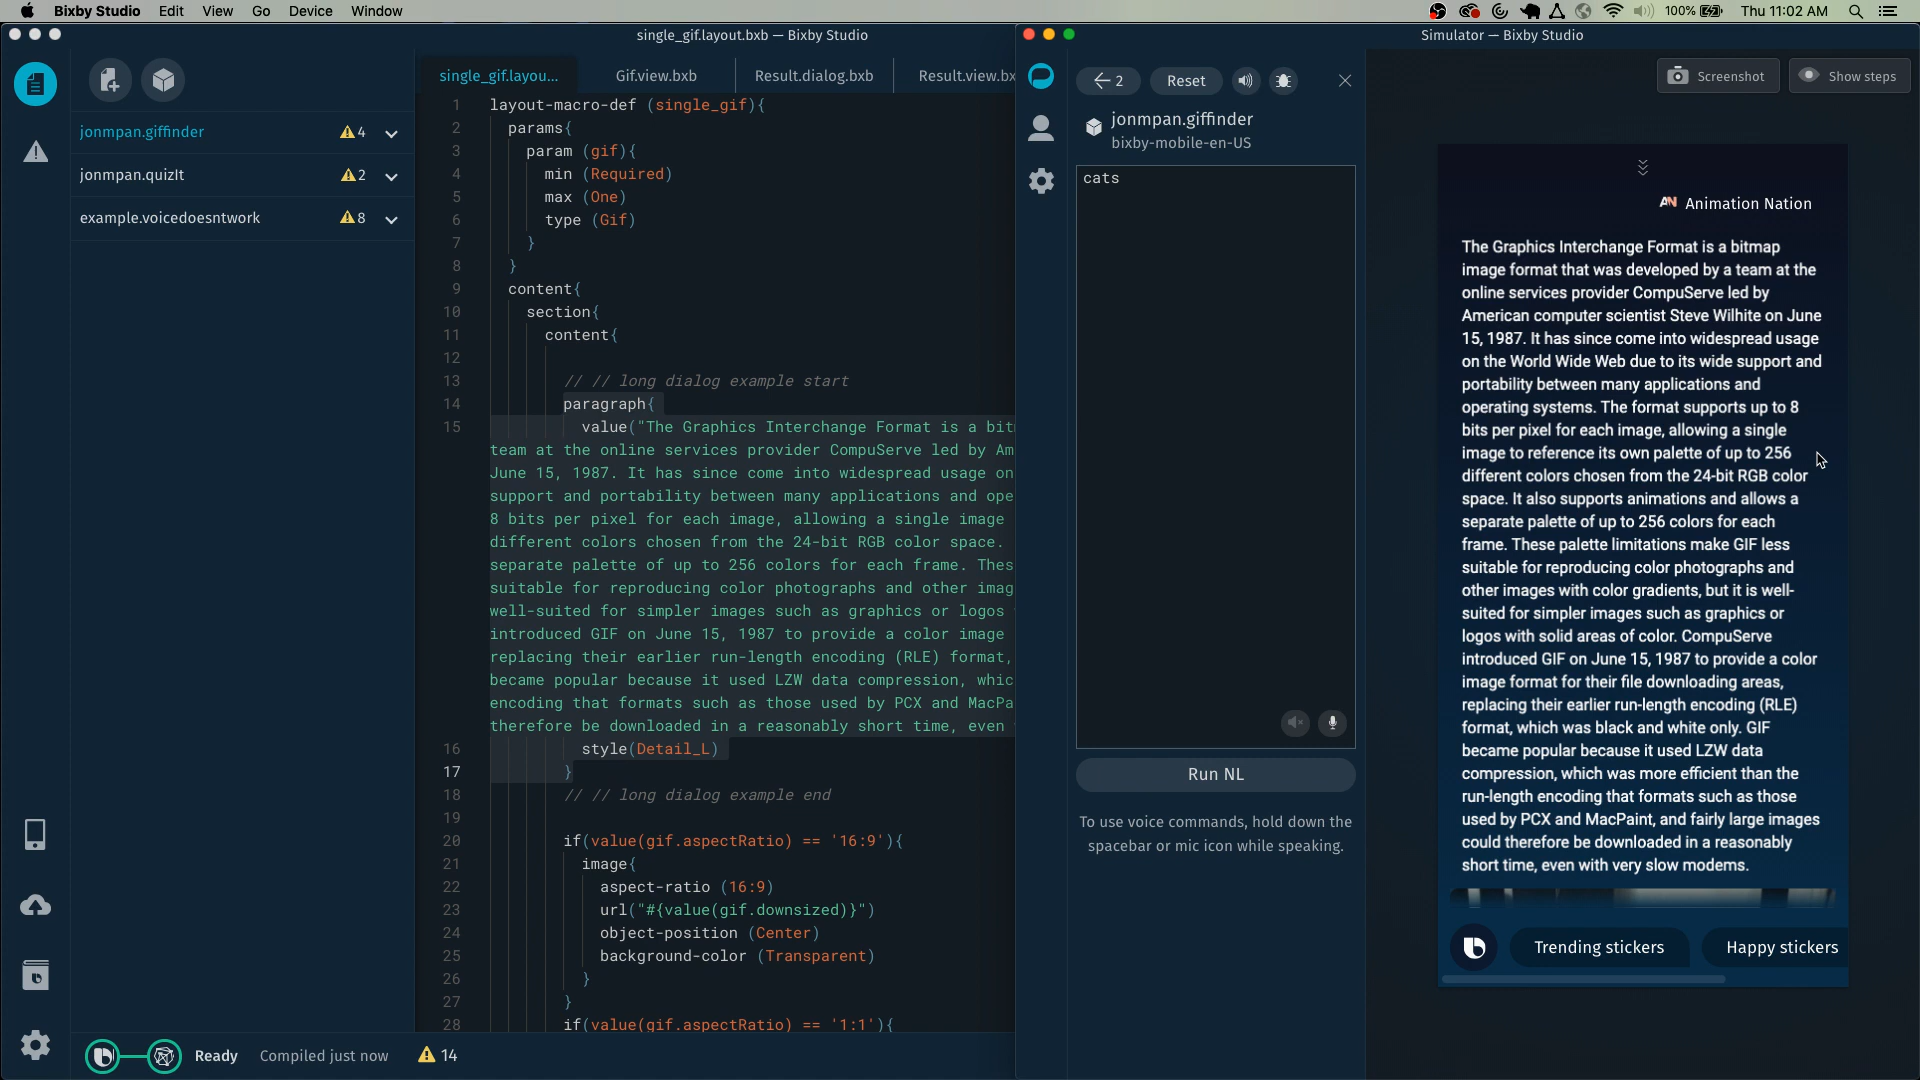 Bixby Studio Edit View Go Device Window
100% Thu 11:02 AM
single_gif.layout.bxb — Bixby Studio
jonmpan.giffinder 4
jonmpan.quizIt 2
example.voicedoesntwork 8
single_gif.layou... Gif.view.bxb Result.dialog.bxb Result.view.bx
1 layout-macro-def (single_gif){
2 params{
3 param (gif){
4 min (Required)
5 max (One)
6 type (Gif)
7 }
8 }
9 content{
10 section{
11 content{
12
13 // // long dialog example start
14 paragraph{
15 value("The Graphics Interchange Format is a bit
team at the online services provider CompuServe led by Am
June 15, 1987. It has since come into widespread usage on
support and portability between many applications and ope
8 bits per pixel for each image, allowing a single image
different colors chosen from the 24-bit RGB color space.
separate palette of up to 256 colors for each frame. Thes
suitable for reproducing color photographs and other imag
well-suited for simpler images such as graphics or logos
introduced GIF on June 15, 1987 to provide a color image
replacing their earlier run-length encoding (RLE) format,
became popular because it used LZW data compression, whic
encoding that formats such as those used by PCX and MacPa
therefore be downloaded in a reasonably short time, even
16 style(Detail_L)
17 }
18 // // long dialog example end
19
20 if(value(gif.aspectRatio) == '16:9'){
21 image{
22 aspect-ratio (16:9)
23 url("#{value(gif.downsized)}")
24 object-position (Center)
25 background-color (Transparent)
26 }
27 }
28 if(value(gif.aspectRatio) == '1:1'){
Ready Compiled just now 14
Simulator — Bixby Studio
2 Reset
jonmpan.giffinder
bixby-mobile-en-US
cats
Run NL
To use voice commands, hold down the
spacebar or mic icon while speaking.
Screenshot Show steps
AN Animation Nation
The Graphics Interchange Format is a bitmap
image format that was developed by a team at the
online services provider CompuServe led by
American computer scientist Steve Wilhite on June
15, 1987. It has since come into widespread usage
on the World Wide Web due to its wide support and
portability between many applications and
operating systems. The format supports up to 8
bits per pixel for each image, allowing a single
image to reference its own palette of up to 256
different colors chosen from the 24-bit RGB color
space. It also supports animations and allows a
separate palette of up to 256 colors for each
frame. These palette limitations make GIF less
suitable for reproducing color photographs and
other images with color gradients, but it is well-
suited for simpler images such as graphics or
logos with solid areas of color. CompuServe
introduced GIF on June 15, 1987 to provide a color
image format for their file downloading areas,
replacing their earlier run-length encoding (RLE)
format, which was black and white only. GIF
became popular because it used LZW data
compression, which was more efficient than the
run-length encoding that formats such as those
used by PCX and MacPaint, and fairly large images
could therefore be downloaded in a reasonably
short time, even with very slow modems.
Trending stickers Happy stickers